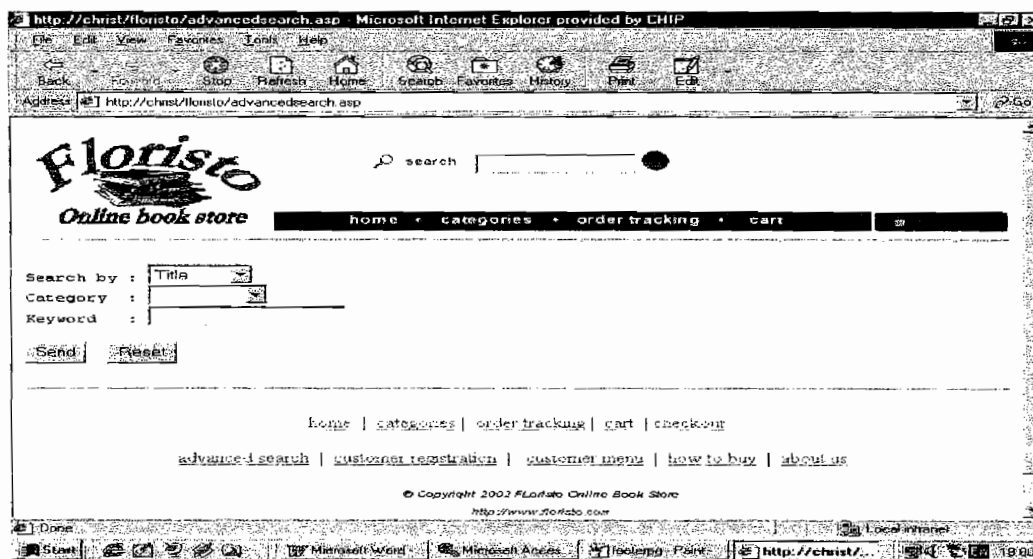 http://christ/floristo/advancedsearch.asp - Microsoft Internet Explorer provided by CHIP
File Edit View Favorites Tools Help
Back Forward Stop Refresh Home Search Favorites History Print Edit
Address http://christ/floristo/advancedsearch.asp Go
Floristo
Online book store
search
home • categories • order tracking • cart
Search by : Title
Category :
Keyword :
Send Reset
home | categories | order tracking | cart | checkout
advanced search | customer registration | customer menu | how to buy | about us
© Copyright 2002 FLoristo Online Book Store
http://www.floristo.com
Done Local intranet
Start Microsoft Word - Microsoft Acces... Paint http://christ/...